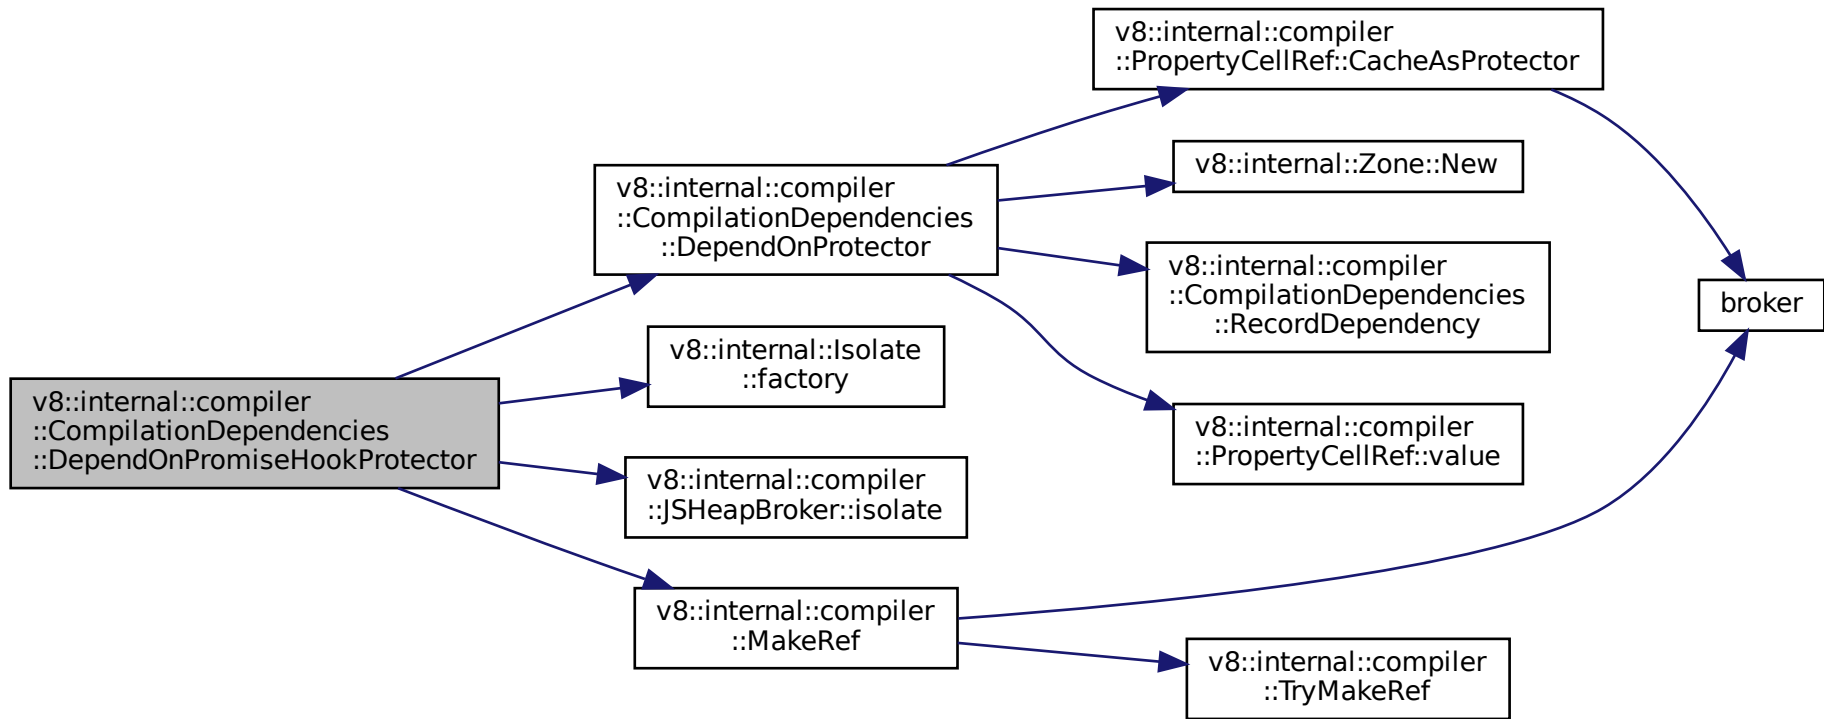 v8::internal::compiler
::PropertyCellRef::CacheAsProtector
v8::internal::Zone::New
v8::internal::compiler
::CompilationDependencies
::DependOnProtector
v8::internal::compiler
::CompilationDependencies
::RecordDependency
broker
v8::internal::Isolate
::factory
v8::internal::compiler
::CompilationDependencies
::DependOnPromiseHookProtector
v8::internal::compiler
::PropertyCellRef::value
v8::internal::compiler
::JSHeapBroker::isolate
v8::internal::compiler
::MakeRef
v8::internal::compiler
::TryMakeRef